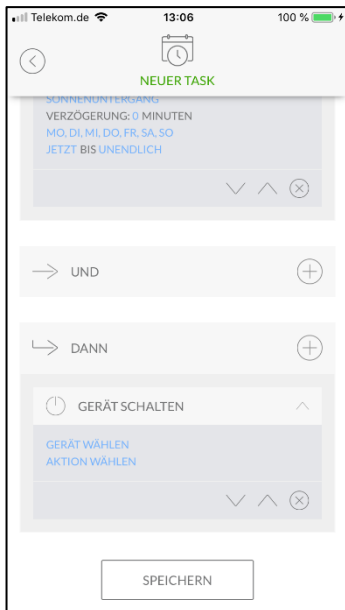 Telekom.de 13:06 100 %
NEUER TASK
SONNENUNTERGANG
VERZÖGERUNG: 0 MINUTEN
MO, DI, MI, DO, FR, SA, SO
JETZT BIS UNENDLICH
UND
DANN
GERÄT SCHALTEN
GERÄT WÄHLEN
AKTION WÄHLEN
SPEICHERN